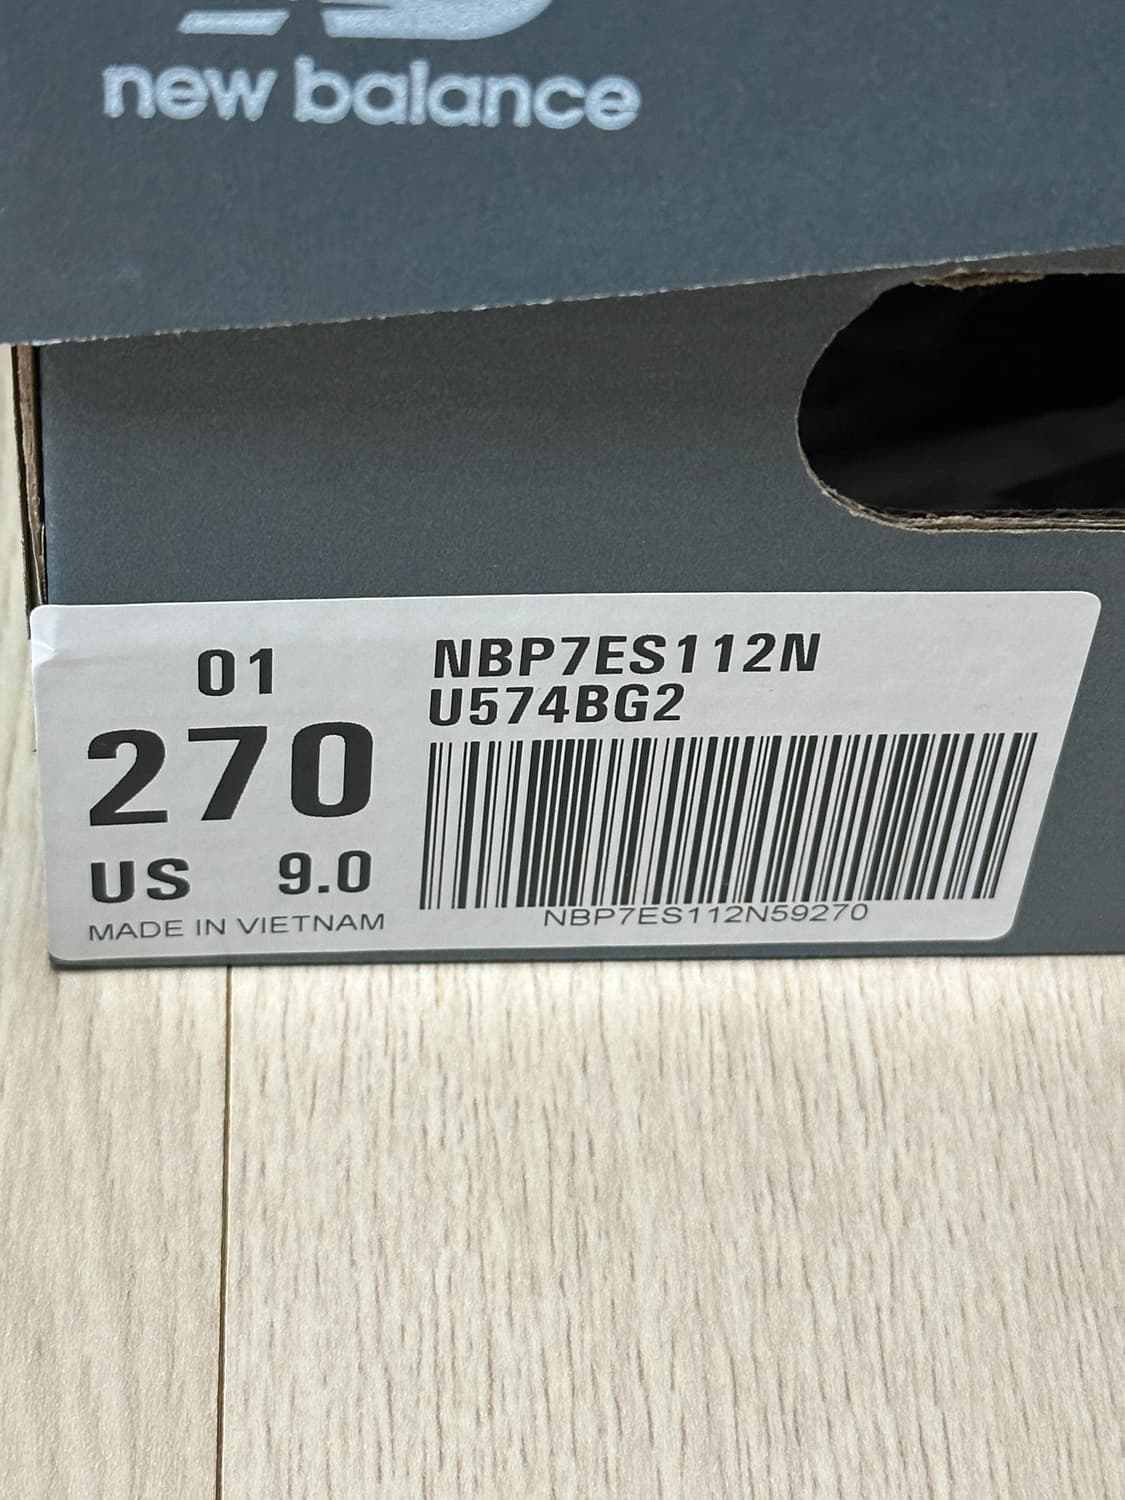 new balance
01
270
US 9.0
MADE IN VIETNAM
NBP7ES112N
U574BG2
NBP7ES112N59270